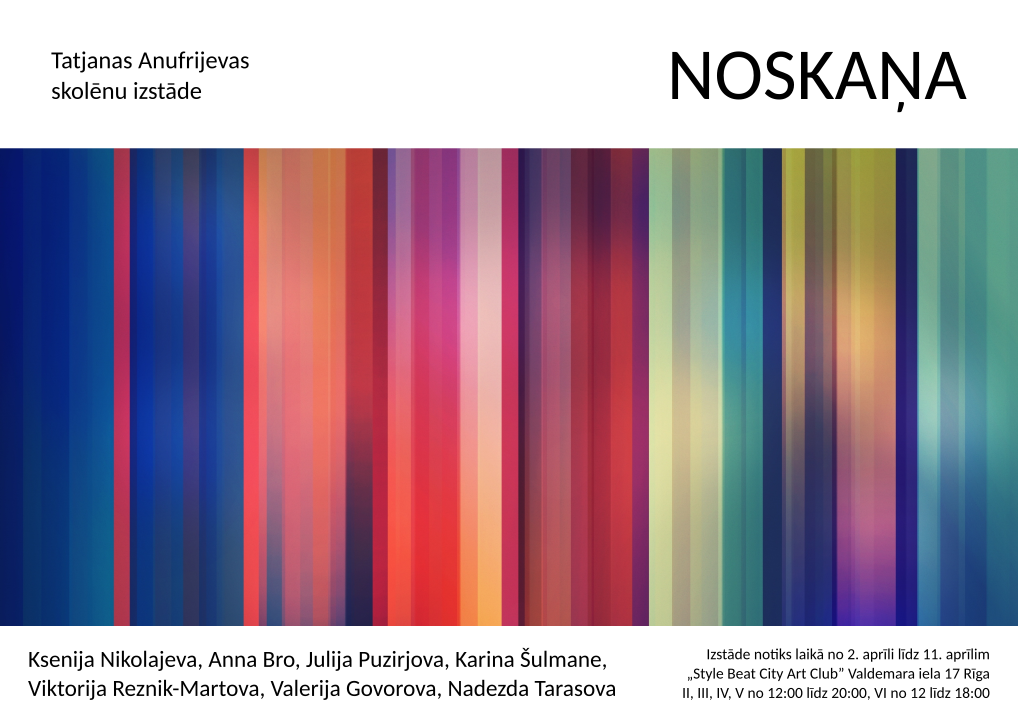 Tatjanas Anufrijevas
skolēnu izstāde
NOSKAŅA
Ksenija Nikolajeva, Anna Bro, Julija Puzirjova, Karina Šulmane,
Viktorija Reznik-Martova, Valerija Govorova, Nadezda Tarasova
Izstāde notiks laikā no 2. aprīli līdz 11. aprīlim
„Style Beat City Art Club” Valdemara iela 17 Rīga
II, III, IV, V no 12:00 līdz 20:00, VI no 12 līdz 18:00